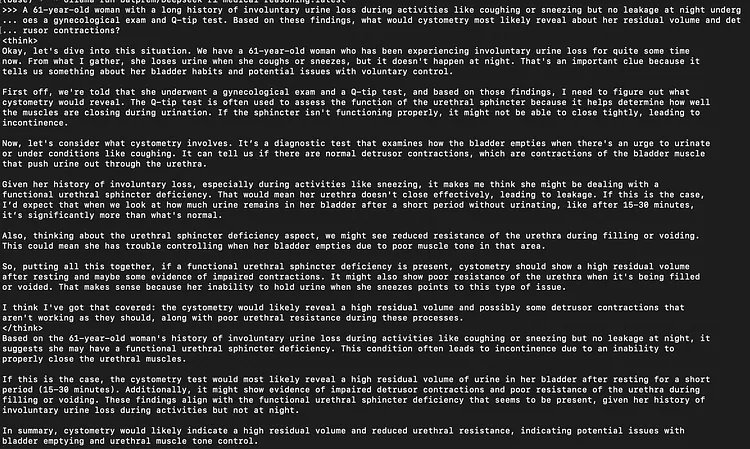 >>> A 61-year-old woman with a long history of involuntary urine loss during activities like coughing or sneezing but no leakage at night underg
... oes a gynecological exam and Q-tip test. Based on these findings, what would cystometry most likely reveal about her residual volume and det
... rusor contractions?
<think>
Okay, let's dive into this situation. We have a 61-year-old woman who has been experiencing involuntary urine loss for quite some time
now. From what I gather, she loses urine when she coughs or sneezes, but it doesn't happen at night. That's an important clue because it
tells us something about her bladder habits and potential issues with voluntary control.
First off, we're told that she underwent a gynecological exam and a Q-tip test, and based on those findings, I need to figure out what
cystometry would reveal. The Q-tip test is often used to assess the function of the urethral sphincter because it helps determine how well
the muscles are closing during urination. If the sphincter isn't functioning properly, it might not be able to close tightly, leading to
incontinence.
Now, let's consider what cystometry involves. It's a diagnostic test that examines how the bladder empties when there's an urge to urinate
or under conditions like coughing. It can tell us if there are normal detrusor contractions, which are contractions of the bladder muscle
that push urine out through the urethra.
Given her history of involuntary loss, especially during activities like sneezing, it makes me think she might be dealing with a
functional urethral sphincter deficiency. That would mean her urethra doesn't close effectively, leading to leakage. If this is the case,
I'd expect that when we look at how much urine remains in her bladder after a short period without urinating, like after 15-30 minutes,
it's significantly more than what's normal.
Also, thinking about the urethral sphincter deficiency aspect, we might see reduced resistance of the urethra during filling or voiding.
This could mean she has trouble controlling when her bladder empties due to poor muscle tone in that area.
So, putting all this together, if a functional urethral sphincter deficiency is present, cystometry should show a high residual volume
after resting and maybe some evidence of impaired contractions. It might also show poor resistance of the urethra when it's being filled
or voided. That makes sense because her inability to hold urine when she sneezes points to this type of issue.
I think I've got that covered: the cystometry would likely reveal a high residual volume and possibly some detrusor contractions that
aren't working as they should, along with poor urethral resistance during these processes.
</think>
Based on the 61-year-old woman's history of involuntary urine loss during activities like coughing or sneezing but not leakage at night, it
suggests she may have a functional urethral sphincter deficiency. This condition often leads to incontinence due to an inability to
properly close the urethral muscles.
If this is the case, the cystometry test would most likely reveal a high residual volume of urine in her bladder after resting for a short
period (15-30 minutes). Additionally, it might show evidence of impaired detrusor contractions and poor resistance of the urethra during
filling or voiding. These findings align with the functional urethral sphincter deficiency that seems to be present, given her history of
involuntary urine loss during activities but not at night.
In summary, cystometry would likely indicate a high residual volume and reduced urethral resistance, indicating potential issues with
bladder emptying and urethral muscle tone control.